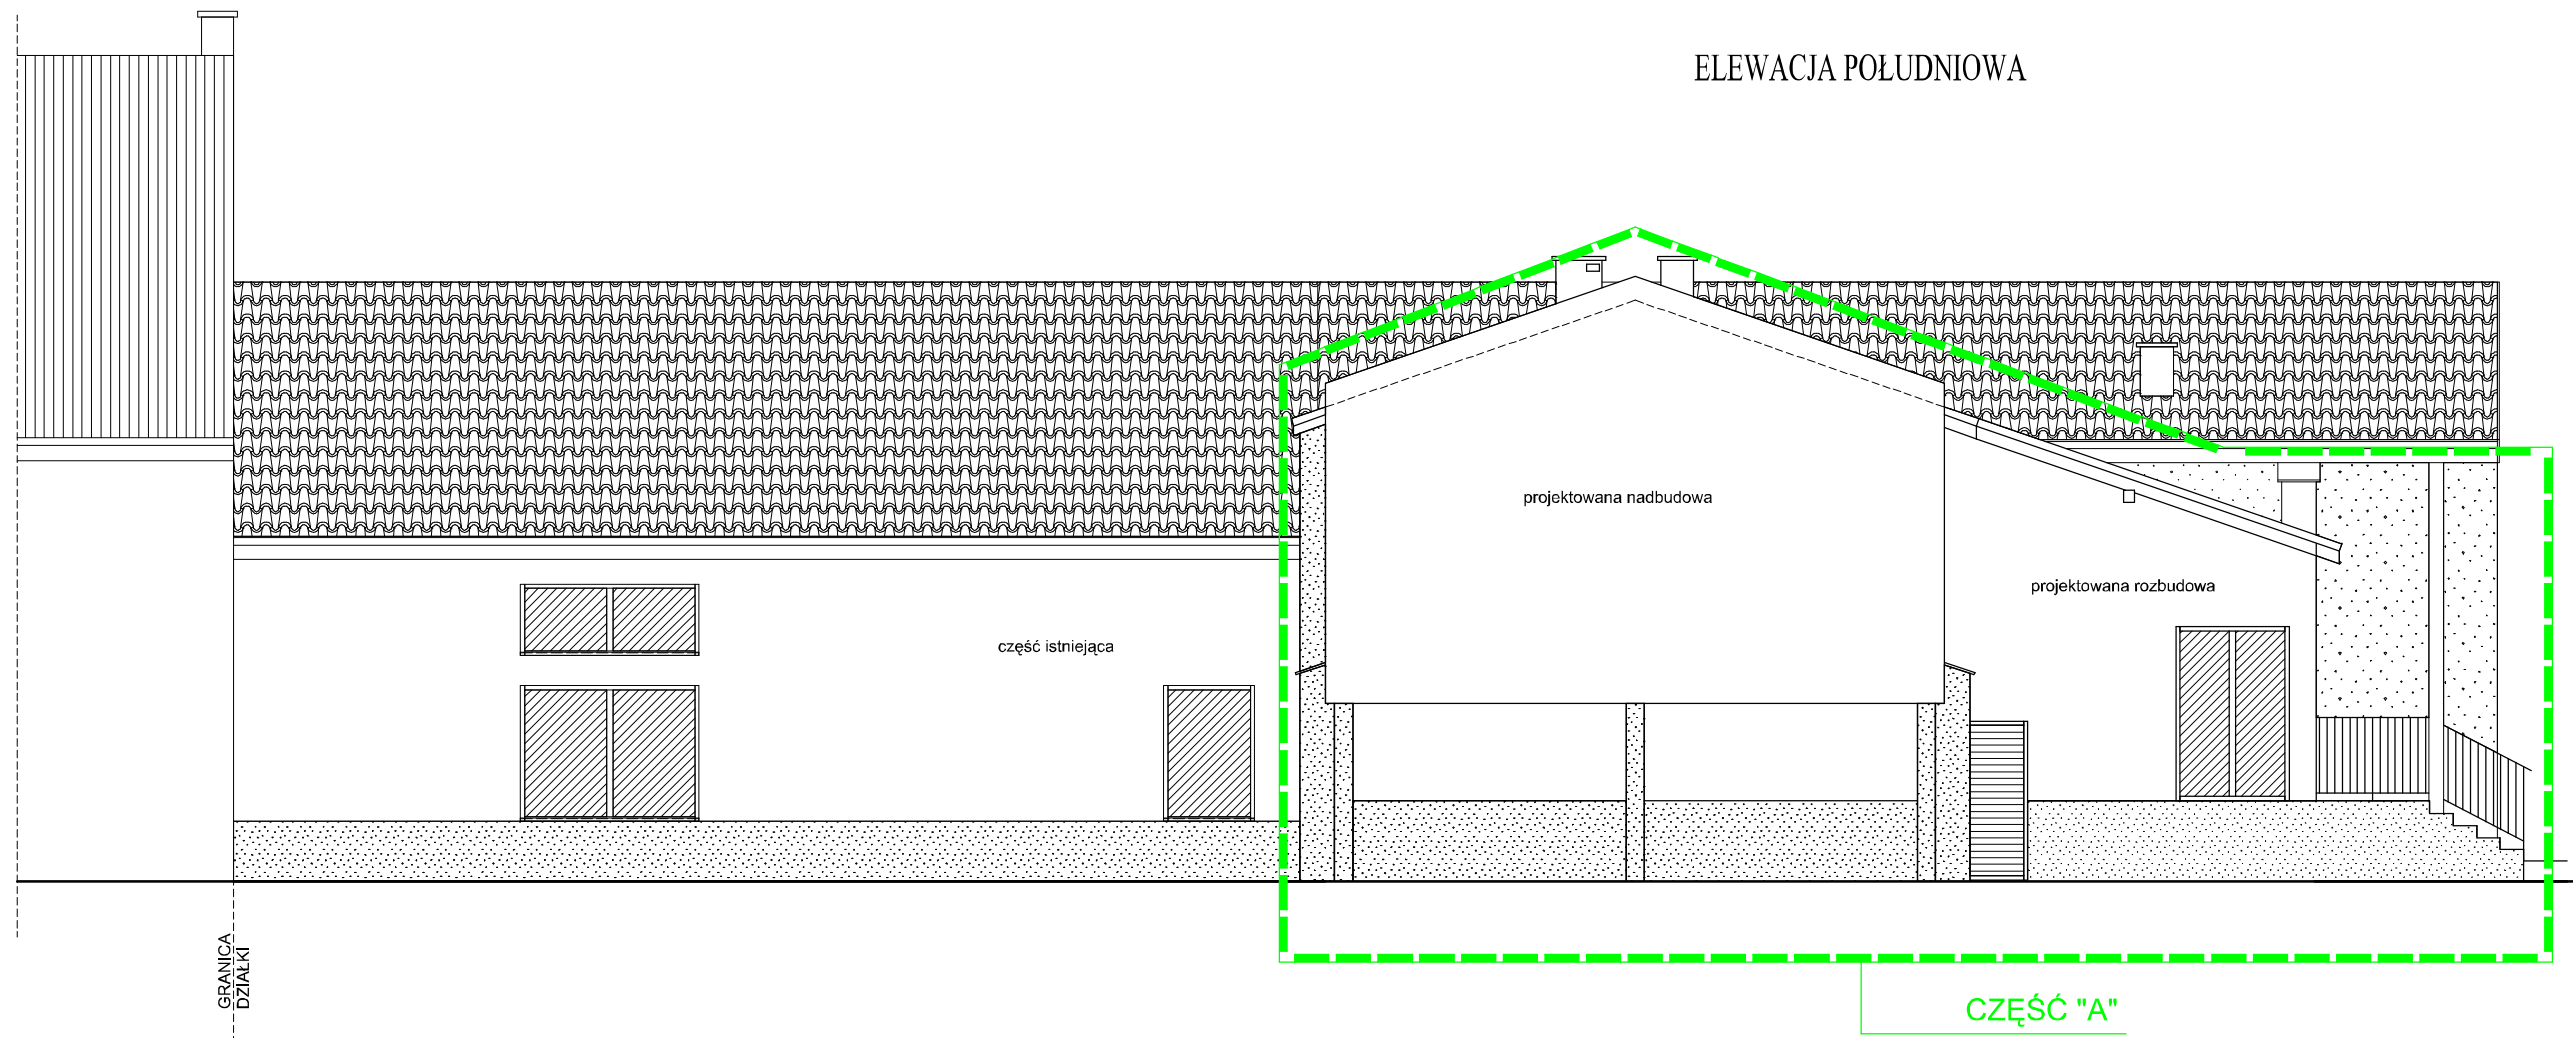 ELEWACJA POŁUDNIOWA
projektowana nadbudowa
projektowana rozbudowa
część istniejąca
GRANICA
DZIAŁKI
CZĘŚĆ "A"